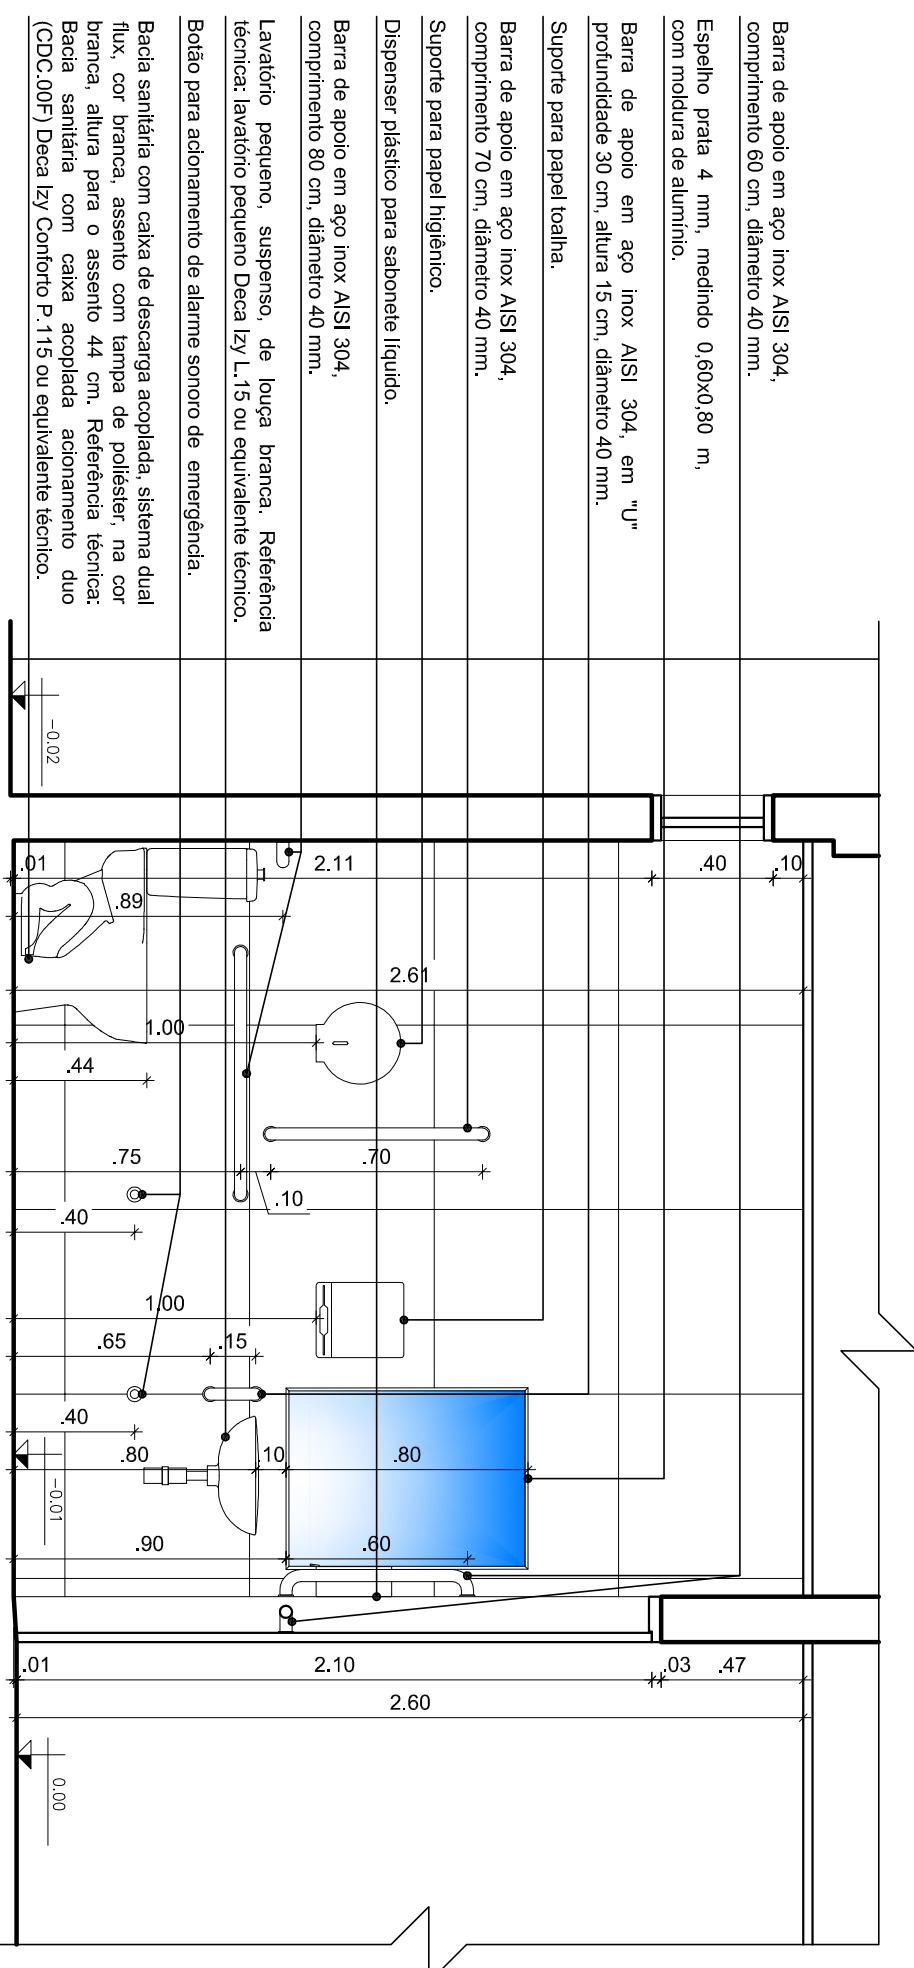 Barra de apoio em aço inox AISI 304,
comprimento 60 cm, diâmetro 40 mm.
Espelho prata 4 mm, medindo 0,60x0,80 m,
com moldura de alumínio.
Barra de apoio em aço inox AISI 304, em "U"
profundidade 30 cm, altura 15 cm, diâmetro 40 mm.
Suporte para papel toalha.
Barra de apoio em aço inox AISI 304,
comprimento 70 cm, diâmetro 40 mm.
Suporte para papel higiênico.
Dispenser plástico para sabonete líquido.
Barra de apoio em aço inox AISI 304,
comprimento 80 cm, diâmetro 40 mm.
Lavatório pequeno, suspenso, de louça branca. Referência
técnica: lavatório pequeno Deca Izy L.15 ou equivalente técnico.
Botão para acionamento de alarme sonoro de emergência.
Bacia sanitária com caixa de descarga acoplada, sistema dual
flux, cor branca, assento com tampa de poliéster, na cor
branca, altura para o assento 44 cm. Referência técnica:
Bacia sanitária com caixa acoplada acionamento duo
(CDC.00F) Deca Izy Conforto P.115 ou equivalente técnico.
-0.02
.01
2.11
.40
.10
.89
2.61
1.00
.44
.75
.10
.70
.40
1.00
.65
.15
.40
.80
.10
.80
-0.01
.90
.60
.01
2.10
.03
.47
2.60
0.00